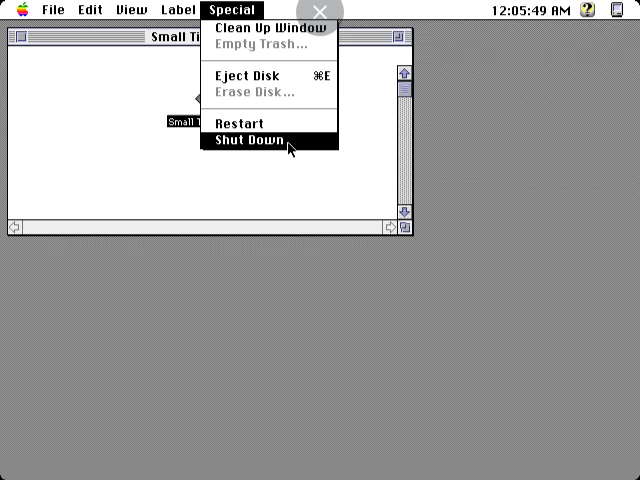 File Edit View Label Special 12:05:49 AM
Small Ti
Clean Up Window
Empty Trash...
Eject Disk ⌘E
Erase Disk...
Small T
Restart
Shut Down